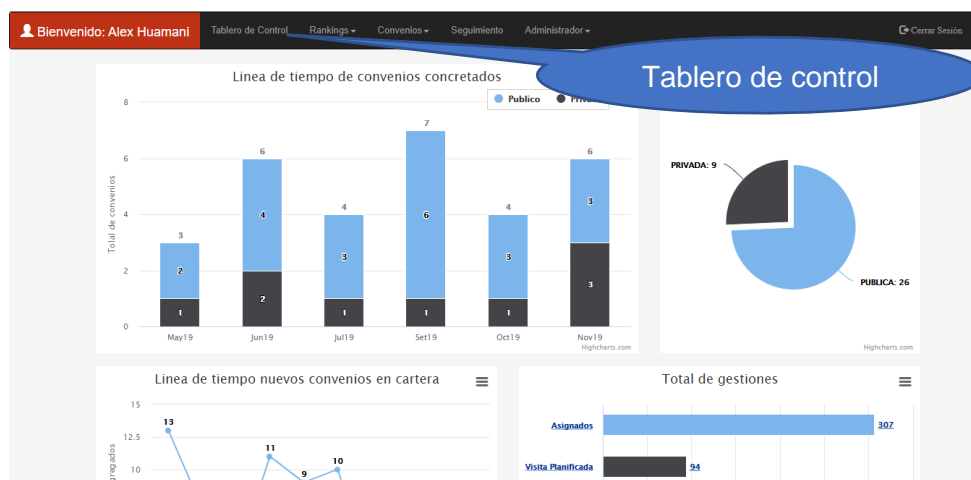 Bienvenido: Alex Huamani Tablero de Control Rankings Convenios Seguimiento Administrador Cerrar Sesión
Tablero de control
Linea de tiempo de convenios concretados
Publico
8
7
6
6
6
4
4
4
3
2
0
Total de convenios
2
1
4
2
3
1
6
1
3
1
3
3
May19 Jun19 Jul19 Set19 Oct19 Nov19
Highcharts.com
PRIVADA: 9
PUBLICA: 26
Highcharts.com
Linea de tiempo nuevos convenios en cartera
15
12.5
10
13
11
9
10
Total de gestiones
Asignados 307
Visita Planificada 94